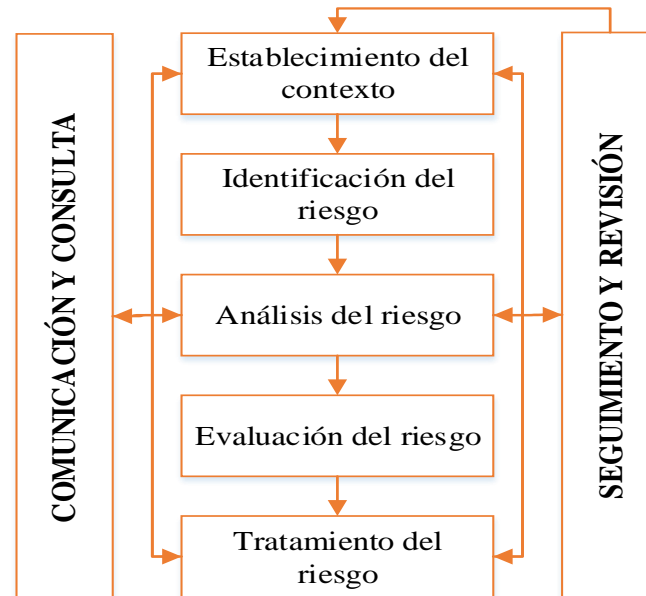 COMUNICACIÓN Y CONSULTA
Establecimiento del
contexto
Identificación del
riesgo
Análisis del riesgo
Evaluación del riesgo
Tratamiento del
riesgo
SEGUIMIENTO Y REVISIÓN